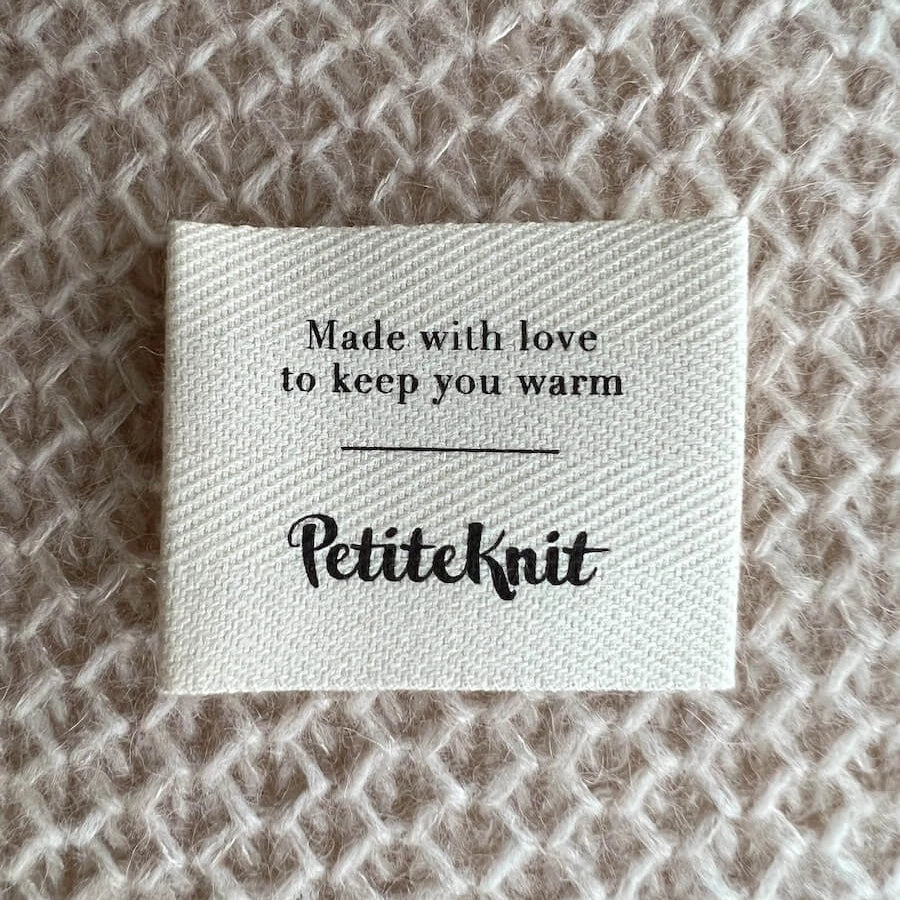 Made with love
to keep you warm
PetiteKnit